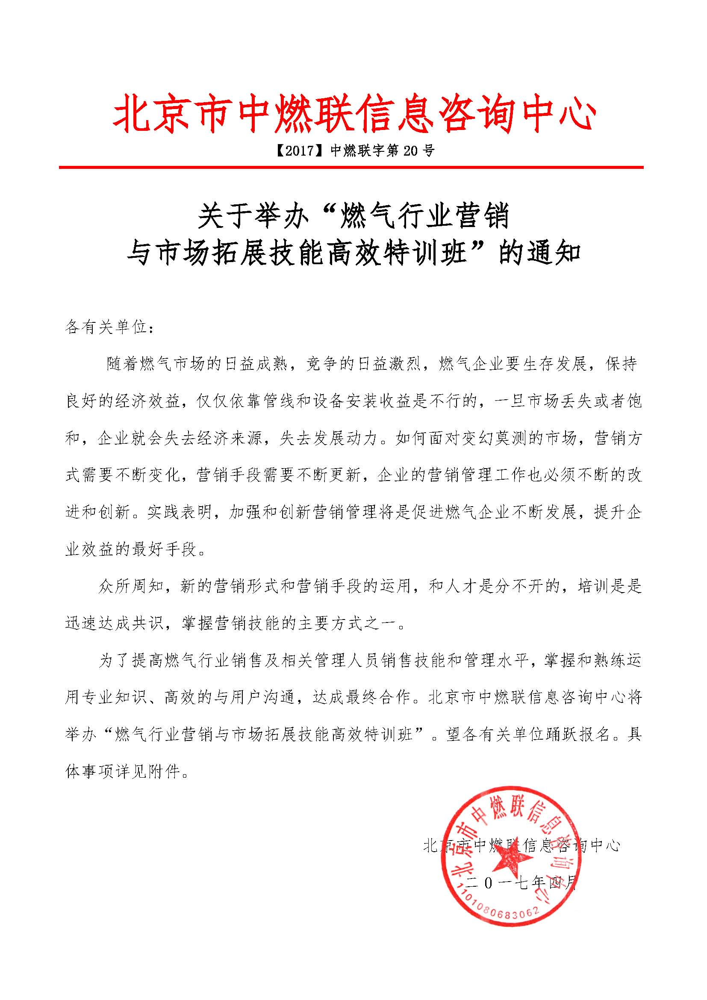 北京市中燃联信息咨询中心
【2017】中燃联字第 20 号
关于举办“燃气行业营销
与市场拓展技能高效特训班”的通知
各有关单位：
随着燃气市场的日益成熟，竞争的日益激烈，燃气企业要生存发展，保持
良好的经济效益，仅仅依靠管线和设备安装收益是不行的，一旦市场丢失或者饱
和，企业就会失去经济来源，失去发展动力。如何面对变幻莫测的市场，营销方
式需要不断变化，营销手段需要不断更新，企业的营销管理工作也必须不断的改
进和创新。实践表明，加强和创新营销管理将是促进燃气企业不断发展，提升企
业效益的最好手段。
众所周知，新的营销形式和营销手段的运用，和人才是分不开的，培训是是
迅速达成共识，掌握营销技能的主要方式之一。
为了提高燃气行业销售及相关管理人员销售技能和管理水平，掌握和熟练运
用专业知识、高效的与用户沟通，达成最终合作。北京市中燃联信息咨询中心将
举办“燃气行业营销与市场拓展技能高效特训班”。望各有关单位踊跃报名。具
体事项详见附件。
北京市中燃联信息咨询中心
二0一七年四月
北京市中燃联信息咨询中心
1101080683062